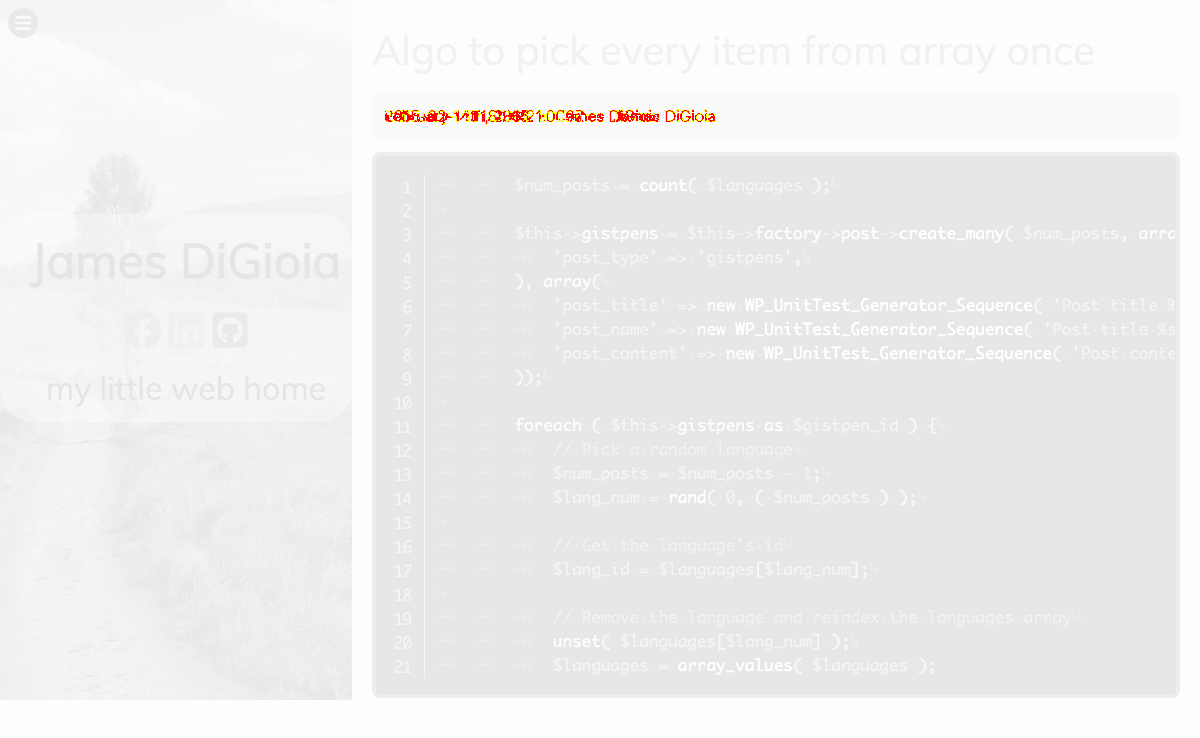 Algo to pick every item from array once
James DiGioia
my little web home
DiGioia
1 $num_posts = count( $languages );
2
3 $this->gistpens = $this->factory->post->create_many( $num_posts, arra
4 'post_type' => 'gistpens',
5 ), array(
6 'post_title' => new WP_UnitTest_Generator_Sequence( 'Post title %
7 'post_name' => new WP_UnitTest_Generator_Sequence( 'Post title %s
8 'post_content' => new WP_UnitTest_Generator_Sequence( 'Post conte
9 ));
10
11 foreach ( $this->gistpens as $gistpen_id ) {
12 // Pick a random language
13 $num_posts = $num_posts - 1;
14 $lang_num = rand( 0, ( $num_posts ) );
15
16 // Get the language's id
17 $lang_id = $languages[$lang_num];
18
19 // Remove the language and reindex the languages array
20 unset( $languages[$lang_num] );
21 $languages = array_values( $languages );